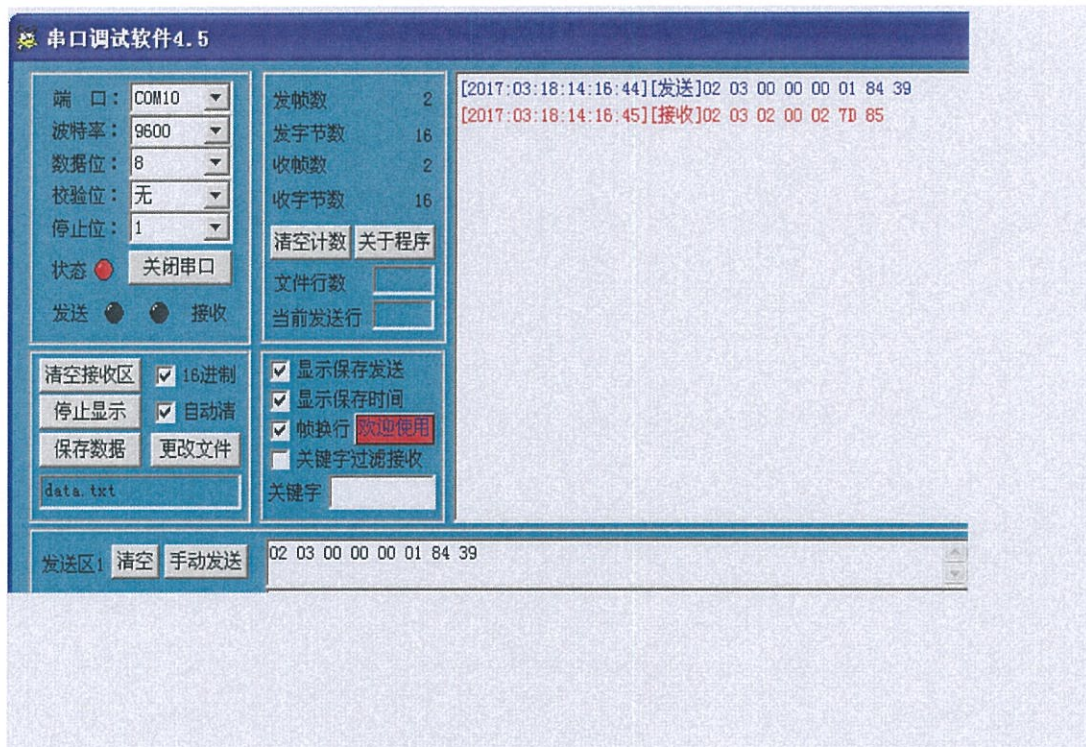 串口调试软件4.5
端 口： COM10
波特率： 9600
数据位： 8
校验位： 无
停止位： 1
状态 关闭串口
发送 接收
发帧数 2
发字节数 16
收帧数 2
收字节数 16
清空计数 关于程序
文件行数
当前发送行
[2017:03:18:14:16:44][发送]02 03 00 00 00 01 84 39
[2017:03:18:14:16:45][接收]02 03 02 00 02 7D 85
清空接收区 16进制
停止显示 自动清
保存数据 更改文件
data.txt
显示保存发送
显示保存时间
帧换行 欢迎使用
关键字过滤接收
关键字
发送区1 清空 手动发送 02 03 00 00 00 01 84 39